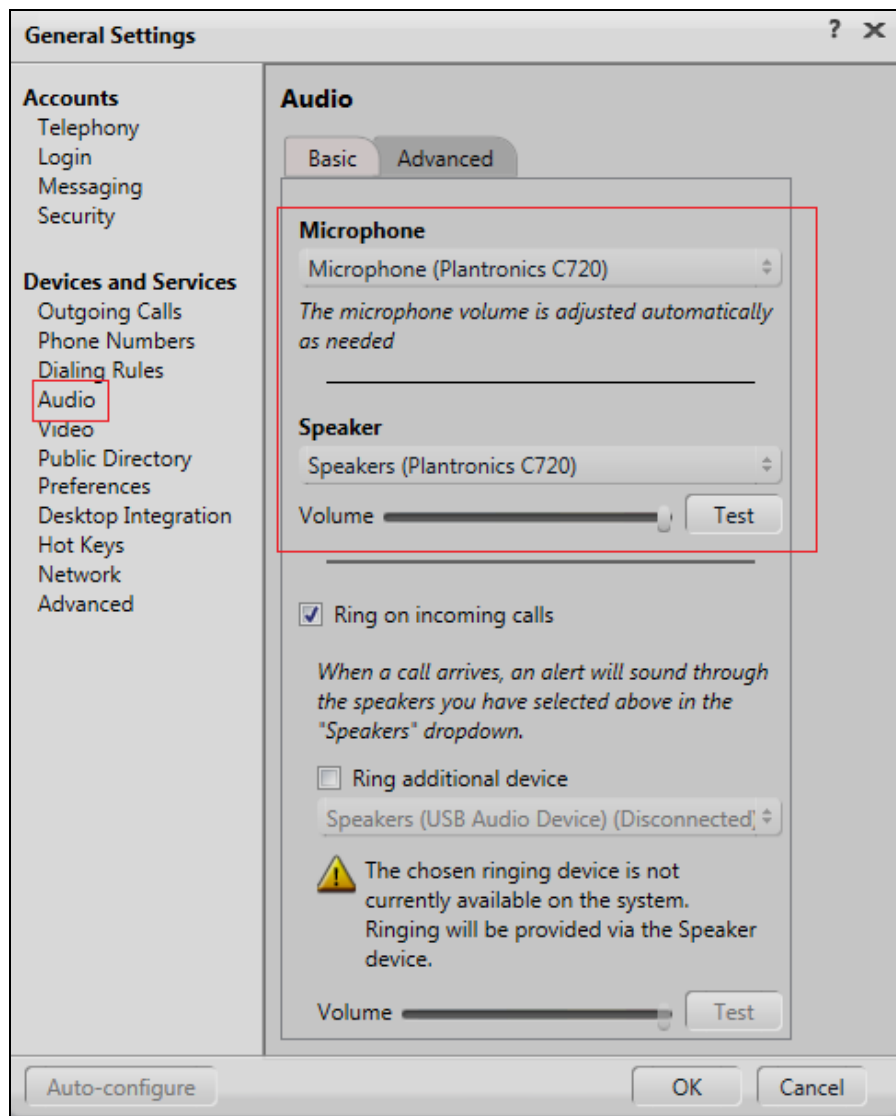 General Settings
?
Accounts
Telephony
Login
Messaging
Security
Devices and Services
Outgoing Calls
Phone Numbers
Dialing Rules
Audio
Video
Public Directory
Preferences
Desktop Integration
Hot Keys
Network
Advanced
Audio
Basic
Advanced
Microphone
Microphone (Plantronics C720)
The microphone volume is adjusted automatically
as needed
Speaker
Speakers (Plantronics C720)
Volume
Test
Ring on incoming calls
When a call arrives, an alert will sound through
the speakers you have selected above in the
"Speakers" dropdown.
Ring additional device
Speakers (USB Audio Device) (Disconnected)
The chosen ringing device is not
currently available on the system.
Ringing will be provided via the Speaker
device.
Volume
Test
Auto-configure
OK
Cancel